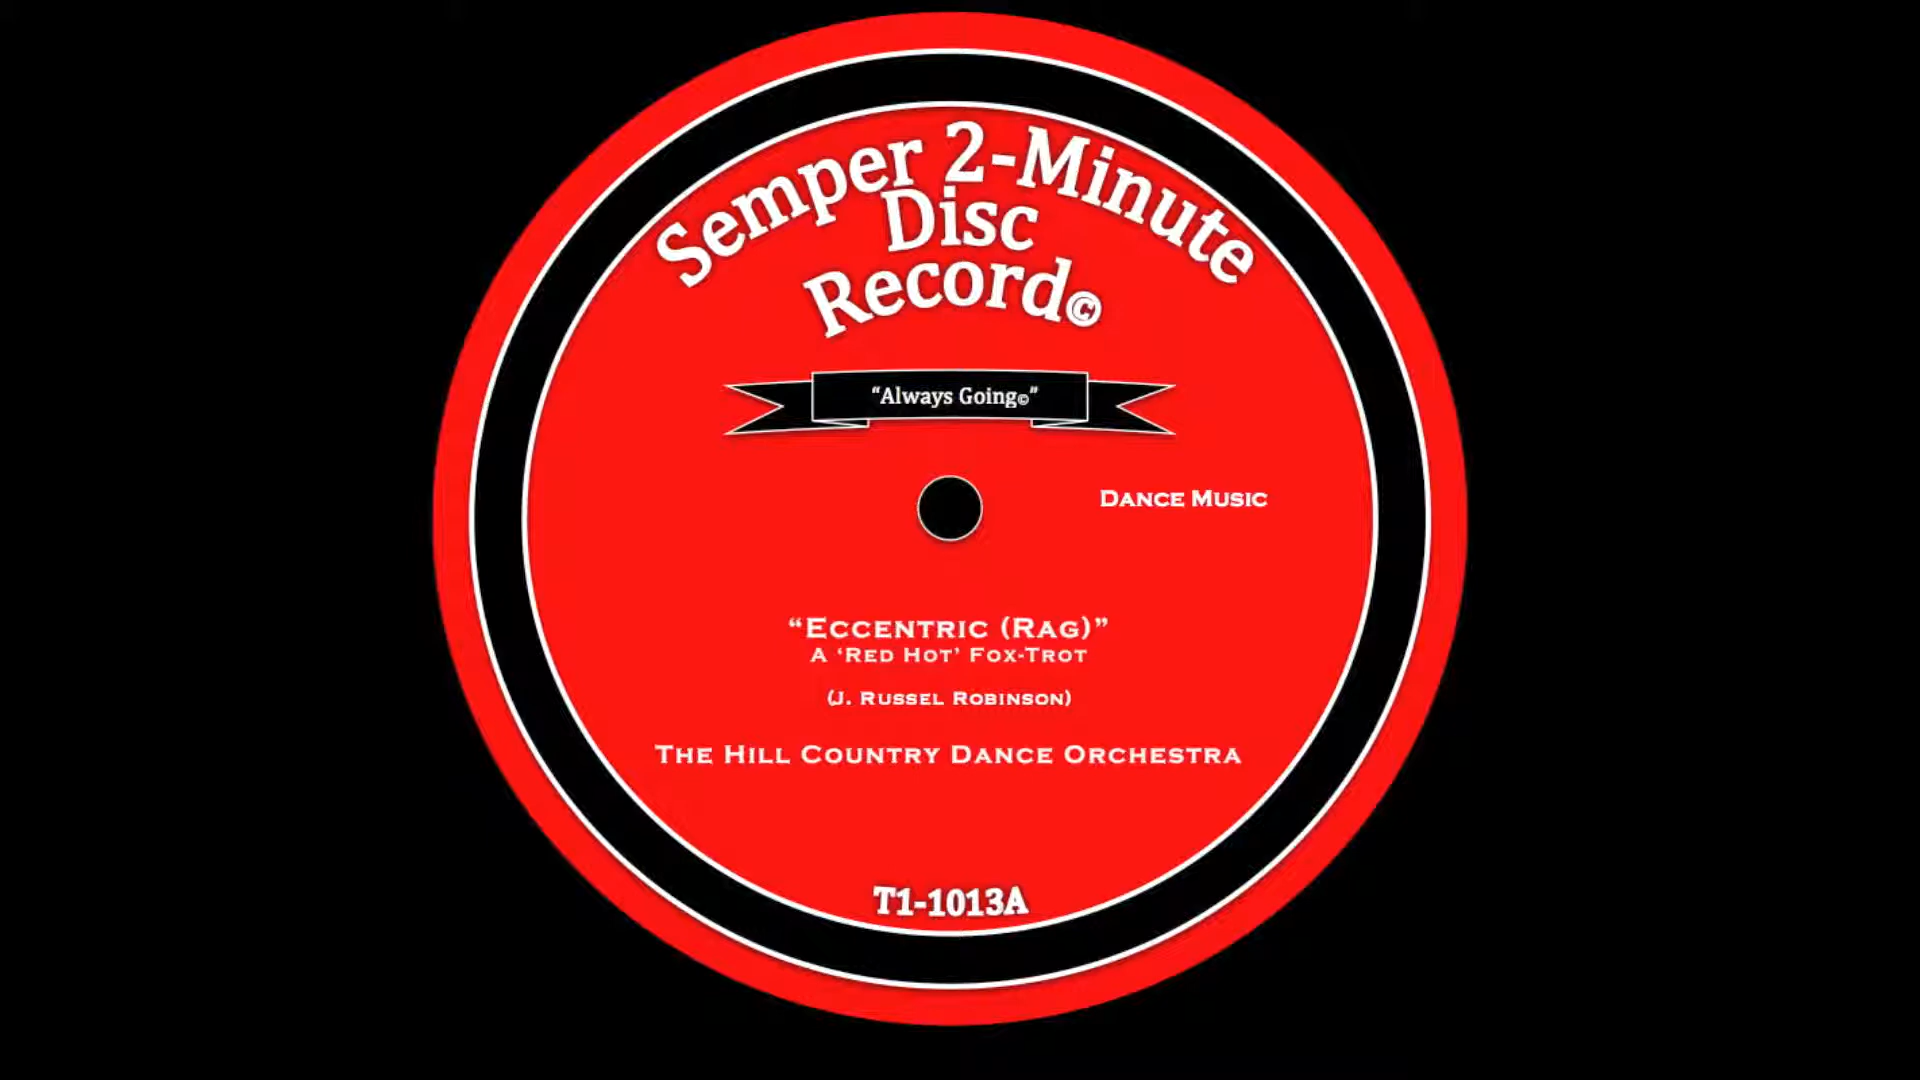 Semper 2-Minute
Disc
Record©
“Always Going©”
DANCE MUSIC
“ECCENTRIC (RAG)”
A ‘RED HOT’ FOX-TROT
(J. RUSSEL ROBINSON)
THE HILL COUNTRY DANCE ORCHESTRA
T1-1013A